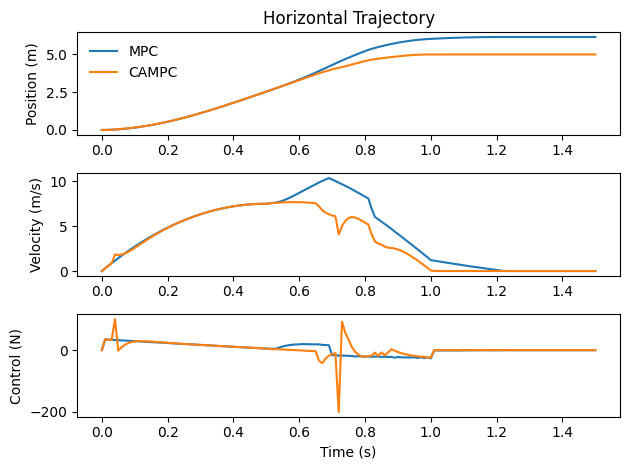 Horizontal Trajectory
Position (m)
5.0
2.5
0.0
MPC
CAMPC
0.0 0.2 0.4 0.6 0.8 1.0 1.2 1.4
Velocity (m/s)
10
5
0
0.0 0.2 0.4 0.6 0.8 1.0 1.2 1.4
Control (N)
0
−200
0.0 0.2 0.4 0.6 0.8 1.0 1.2 1.4
Time (s)